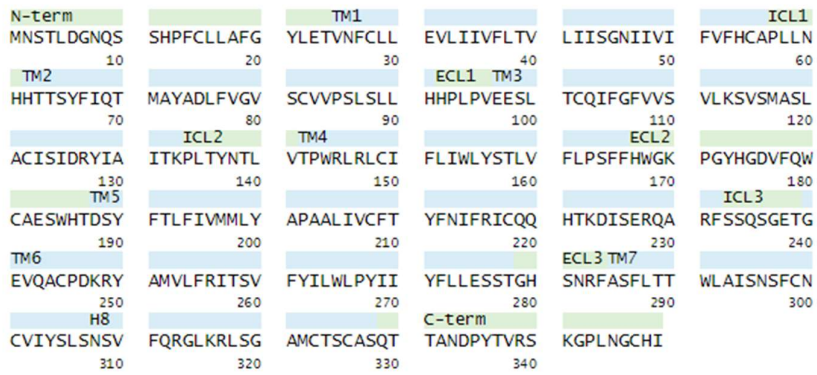 N-term TM1 ICL1
MNSTLDGNQS SHPFCLLAFG YLETVNFCLL EVLIIVFLTV LIISGNIIVI FVFHCAPLLN
10 20 30 40 50 60
TM2 ECL1 TM3
HHTTSYFIQT MAYADLFVGV SCVVPSLSLL HHPLPVEESL TCQIFGFVVS VLKSVSMASL
70 80 90 100 110 120
ICL2 TM4 ECL2
ACISIDRYIA ITKPLTYNTL VTPWRLRLCI FLIWLYSTLV FLPSFFHWGK PGYHGDVFQW
130 140 150 160 170 180
TM5 ICL3
CAESWHTDSY FTLFIVMMLY APAALIVCFT YFNIFRICQQ HTKDISERQA RFSSQSGETG
190 200 210 220 230 240
TM6 ECL3 TM7
EVQACPDKRY AMVLFRITSV FYILWLPYII YFLLESSTGH SNRFASFLTT WLAISNSFCN
250 260 270 280 290 300
H8 C-term
CVIYSLSNSV FQRGLKRLSG AMCTSCASQT TANDPYTVRS KGPLNGCHI
310 320 330 340